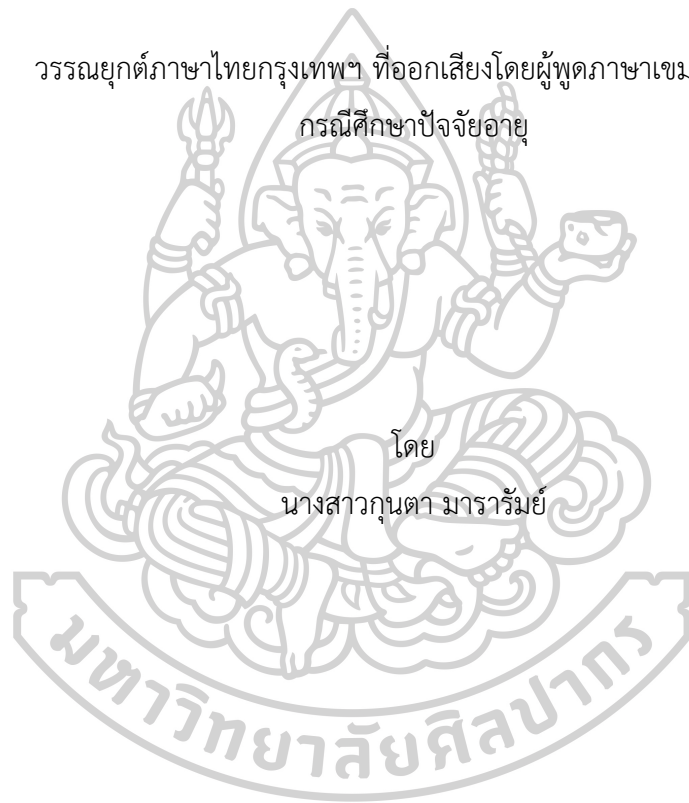 วรรณยุกต์ภาษาไทยกรุงเทพฯ ที่ออกเสียงโดยผู้พูดภาษาเขม
กรณีศึกษาปัจจัยอายุ
โดย
นางสาวกุนตา มารารัมย์
มหาวิทยาลัยศิลปากร